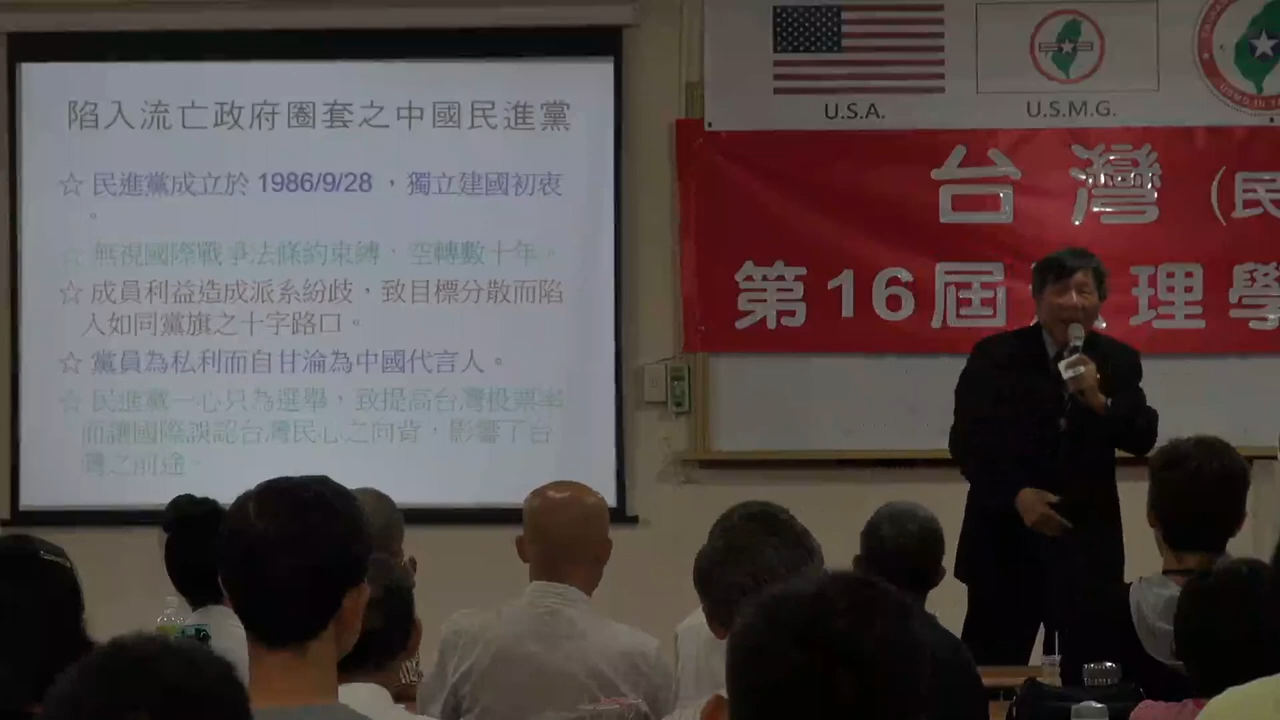 陷入流亡政府圈套之中國民進黨
☆ 民進黨成立於 1986/9/28 ，獨立建國初衷
。
☆ 無視國際戰爭法條約束縛，空轉數十年。
☆ 成員利益造成派系紛歧，致目標分散而陷
入如同黨旗之十字路口。
☆ 黨員為私利而自甘淪為中國代言人。
☆ 民進黨一心只為選舉，致提高台灣投票率
而讓國際誤認台灣民心之向背，影響了台
灣之前途。
U.S.A.
U.S.M.G.
台灣（民
第16屆 理學